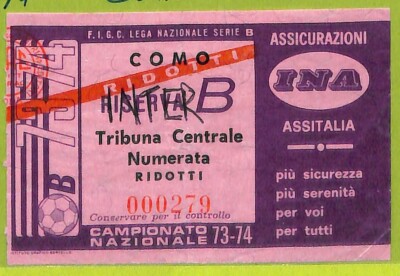 F.I.G.C. LEGA NAZIONALE SERIE B
COMO
RIDOTTI
RISERVA B
INTER
Tribuna Centrale
Numerata
RIDOTTI
000279
Conservare per il controllo
CAMPIONATO
NAZIONALE 73-74
73-74
B
ASSICURAZIONI
INA
ASSITALIA
più sicurezza
più serenità
per voi
per tutti